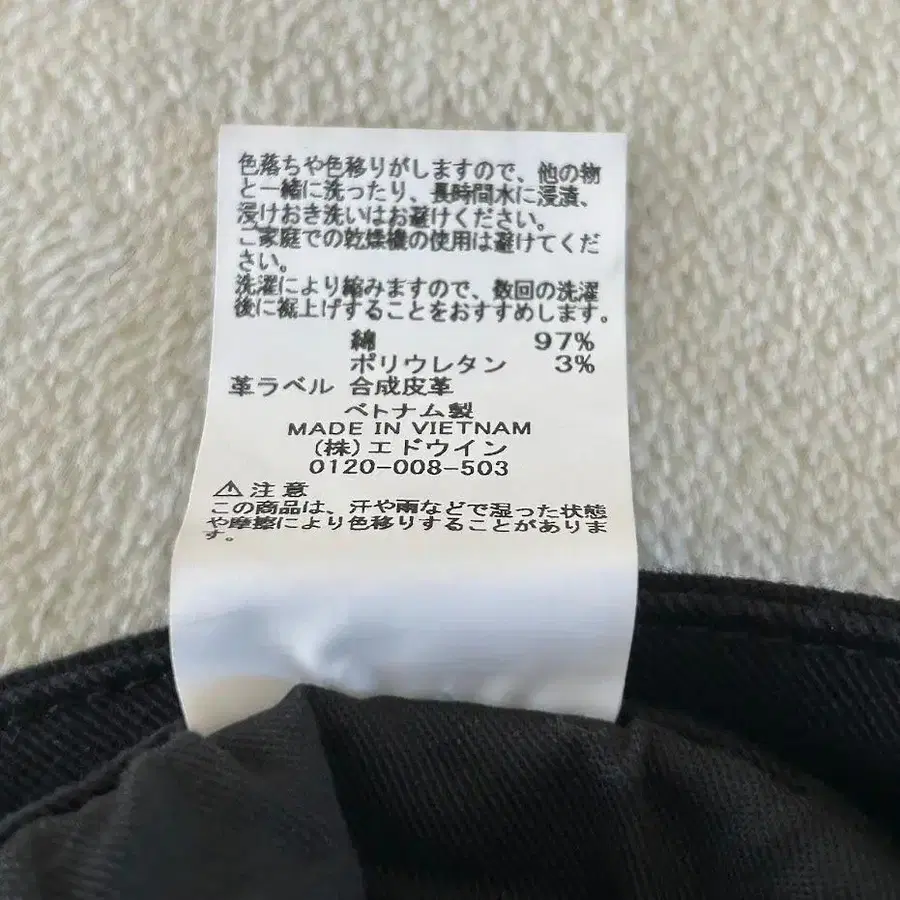 色落ちや色移りがしますので、他の物
と一緒に洗ったり、長時間水に浸漬、
浸けおき洗いはお避けください。
ご家庭での乾燥機の使用は避けてくだ
さい。
洗濯により縮みますので、数回の洗濯
後に裾上げすることをおすすめします。
綿 97%
ポリウレタン 3%
革ラベル 合成皮革
ベトナム製
MADE IN VIETNAM
(株)エドウイン
0120-008-503
⚠注意
この商品は、汗や雨などで湿った状態
や摩擦により色移りすることがありま
す。